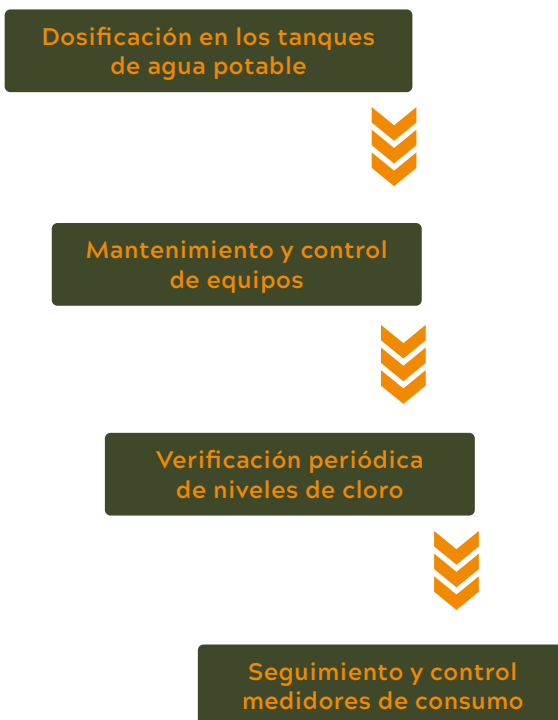 Dosificación en los tanques
de agua potable
Mantenimiento y control
de equipos
Verificación periódica
de niveles de cloro
Seguimiento y control
medidores de consumo